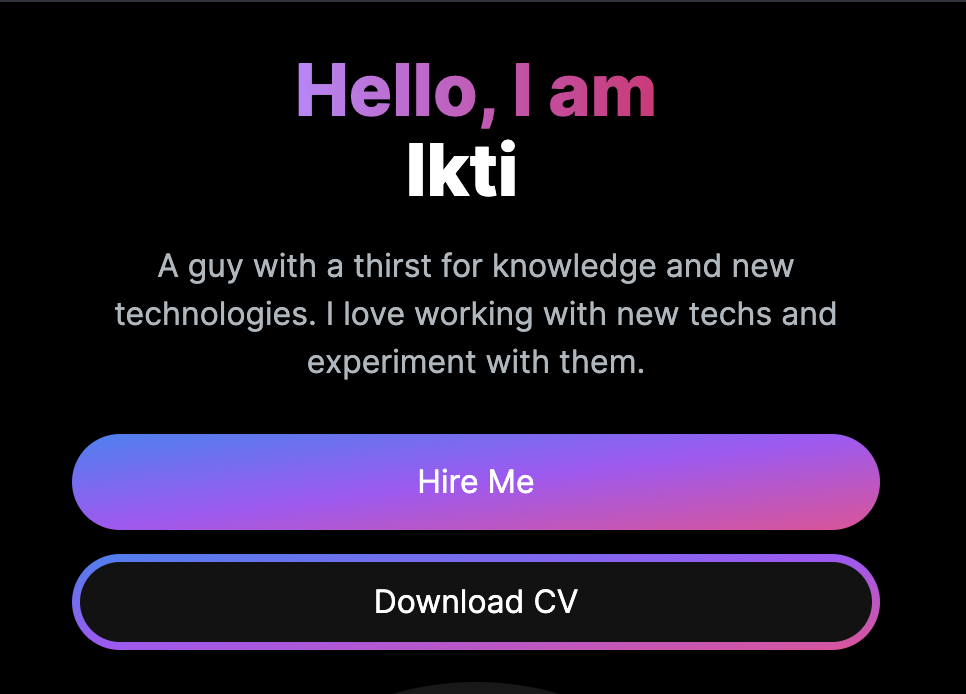 Hello, I am
Ikti
A guy with a thirst for knowledge and new
technologies. I love working with new techs and
experiment with them.
Hire Me
Download CV